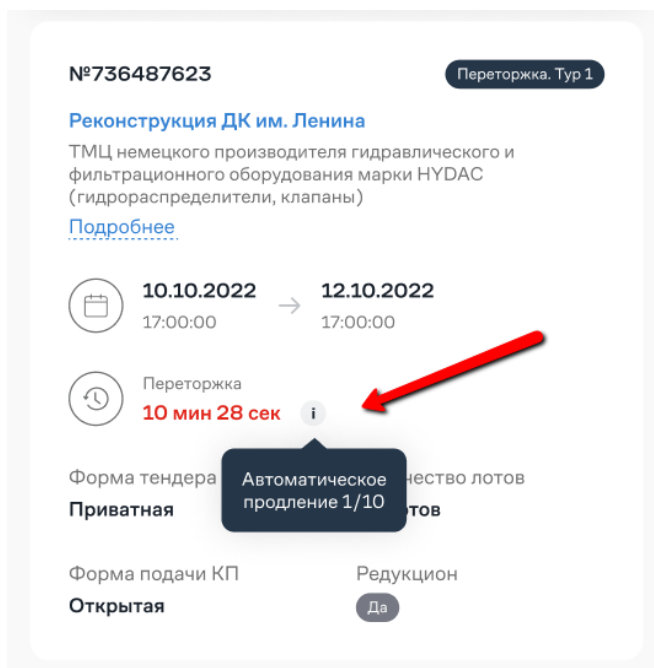 №736487623
Переторжка. Тур 1
Реконструкция ДК им. Ленина
ТМЦ немецкого производителя гидравлического и
фильтрационного оборудования марки HYDAC
(гидрораспределители, клапаны)
Подробнее
10.10.2022 → 12.10.2022
17:00:00 17:00:00
Переторжка
10 мин 28 сек i
Автоматическое
продление 1/10
Форма тендера
Приватная
Форма подачи КП
Открытая
лотов
Редукцион
Да